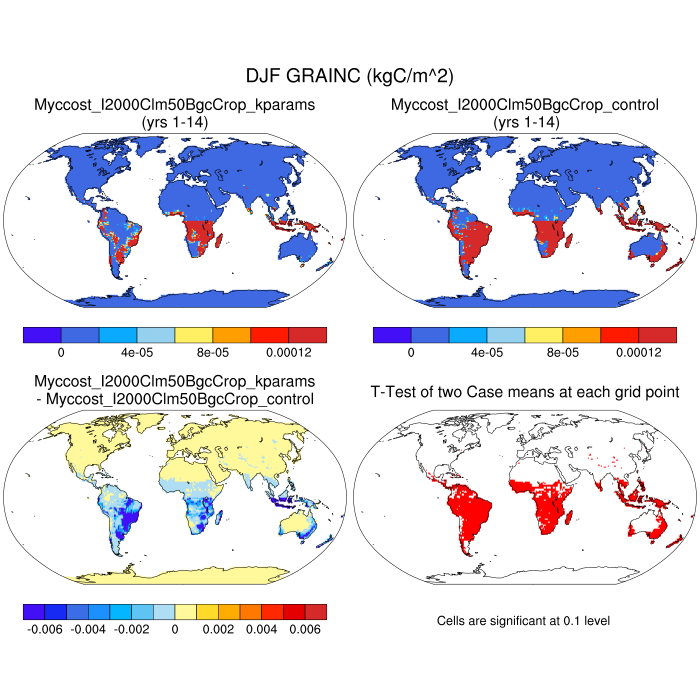 DJF GRAINC (kgC/m^2)
Myccost_I2000Clm50BgcCrop_kparams
(yrs 1-14)
Myccost_I2000Clm50BgcCrop_control
(yrs 1-14)
0 4e-05 8e-05 0.00012
0 4e-05 8e-05 0.00012
Myccost_I2000Clm50BgcCrop_kparams
- Myccost_I2000Clm50BgcCrop_control
T-Test of two Case means at each grid point
-0.006 -0.004 -0.002 0 0.002 0.004 0.006
Cells are significant at 0.1 level